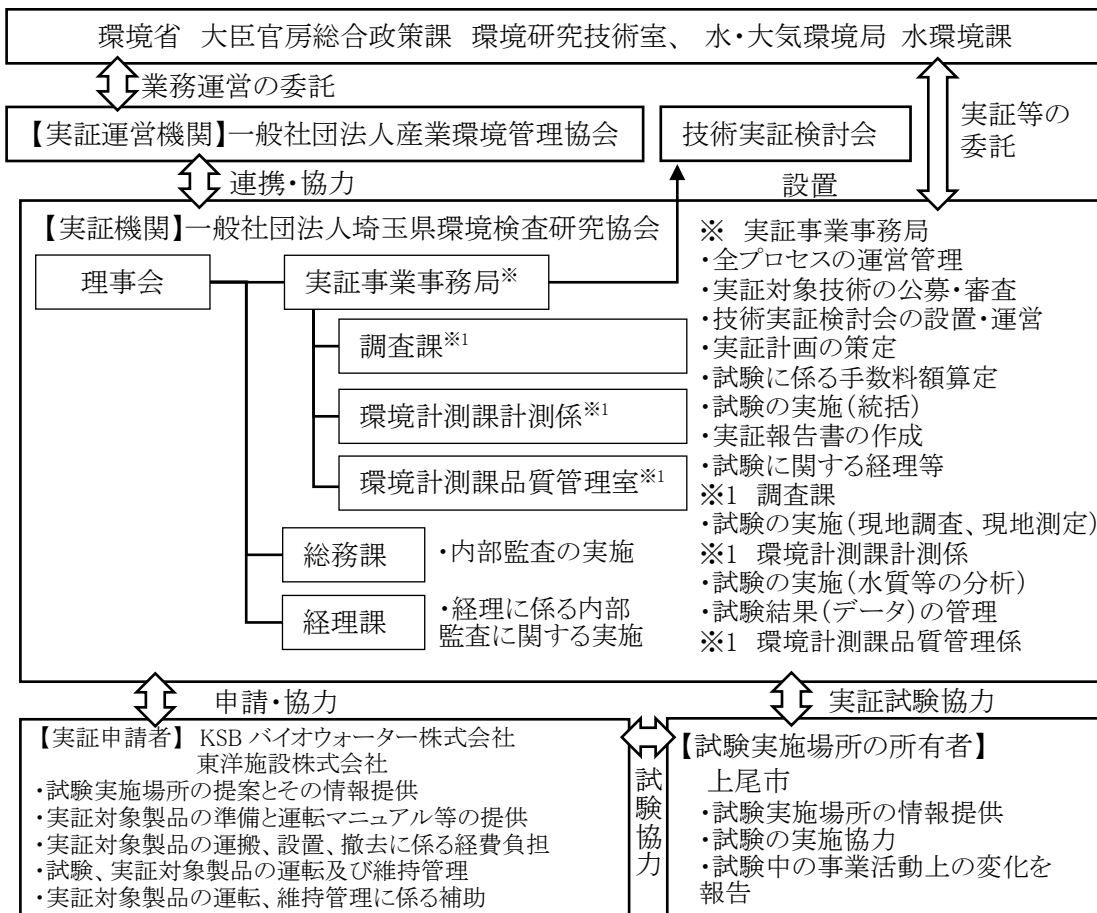 環境省 大臣官房総合政策課 環境研究技術室、 水・大気環境局 水環境課
業務運営の委託
【実証運営機関】一般社団法人産業環境管理協会
技術実証検討会
実証等の
委託
連携・協力
設置
【実証機関】一般社団法人埼玉県環境検査研究協会
理事会
実証事業事務局※
調査課※1
環境計測課計測係※1
環境計測課品質管理室※1
総務課
・内部監査の実施
経理課
・経理に係る内部
監査に関する実施
※ 実証事業事務局
・全プロセスの運営管理
・実証対象技術の公募・審査
・技術実証検討会の設置・運営
・実証計画の策定
・試験に係る手数料額算定
・試験の実施(統括)
・実証報告書の作成
・試験に関する経理等
※1 調査課
・試験の実施(現地調査、現地測定)
※1 環境計測課計測係
・試験の実施(水質等の分析)
・試験結果(データ)の管理
※1 環境計測課品質管理係
申請・協力
実証試験協力
【実証申請者】 KSB バイオウォーター株式会社
東洋施設株式会社
・試験実施場所の提案とその情報提供
・実証対象製品の準備と運転マニュアル等の提供
・実証対象製品の運搬、設置、撤去に係る経費負担
・試験、実証対象製品の運転及び維持管理
・実証対象製品の運転、維持管理に係る補助
試験協力
【試験実施場所の所有者】
上尾市
・試験実施場所の情報提供
・試験の実施協力
・試験中の事業活動上の変化を
報告